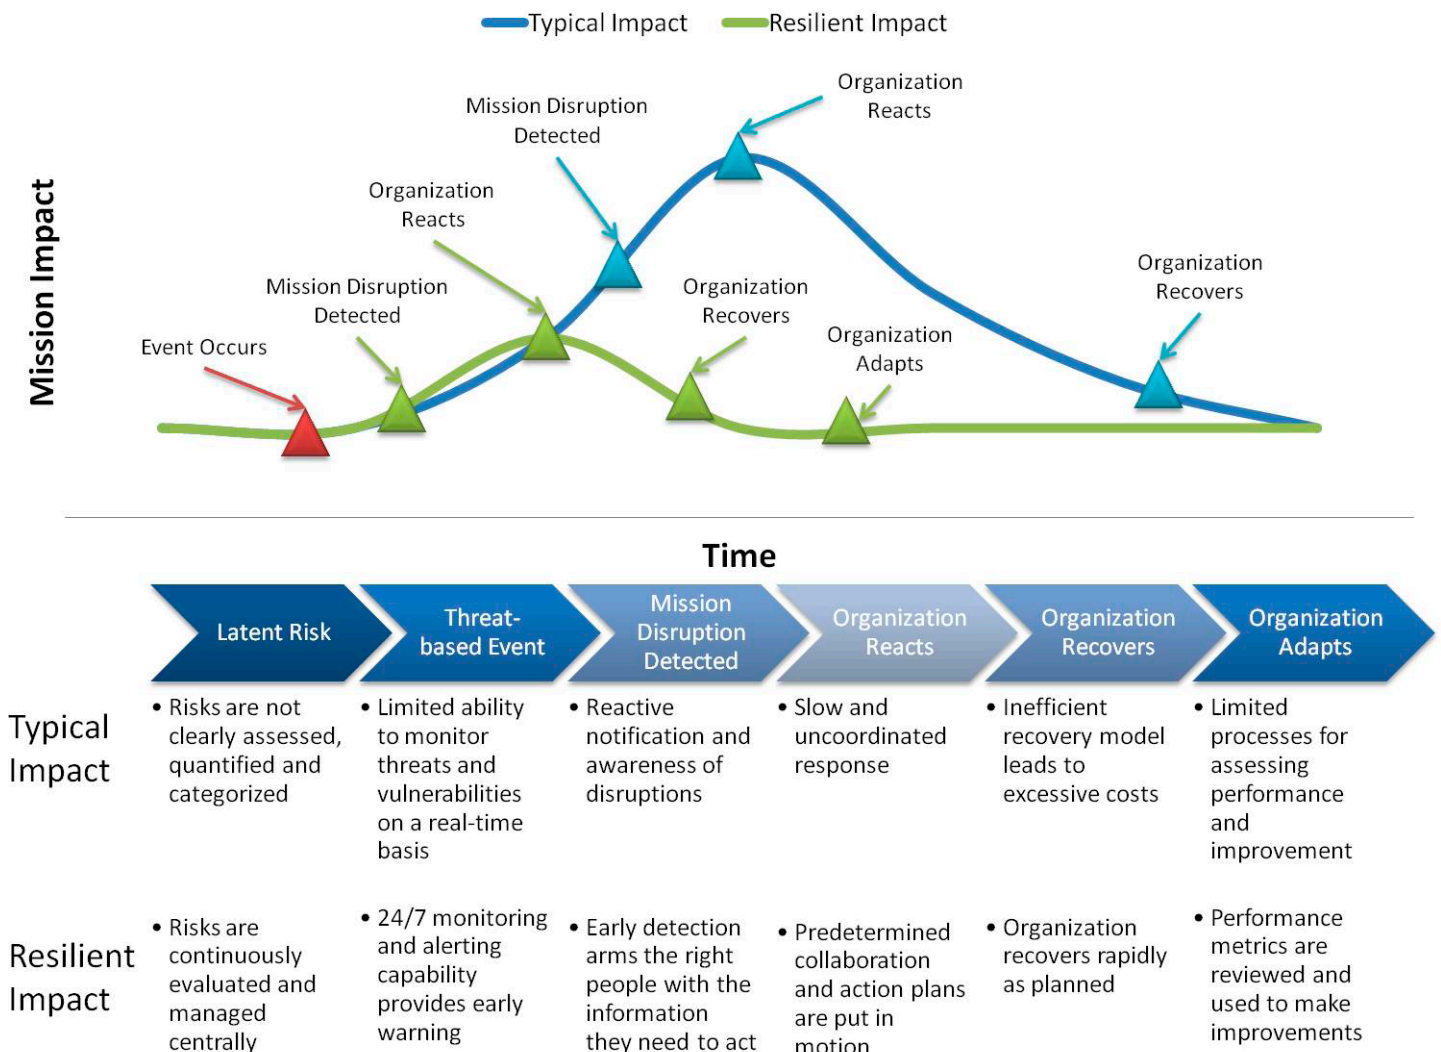 Typical Impact
Resilient Impact
Organization
Reacts
Mission Disruption
Detected
Organization
Reacts
Mission Disruption
Detected
Event Occurs
Organization
Recovers
Organization
Adapts
Organization
Recovers
Mission Impact
Time
Latent Risk
Threat-
based Event
Mission
Disruption
Detected
Organization
Reacts
Organization
Recovers
Organization
Adapts
Typical
Impact
• Risks are not
clearly assessed,
quantified and
categorized
• Limited ability
to monitor
threats and
vulnerabilities
on a real-time
basis
• Reactive
notification and
awareness of
disruptions
• Slow and
uncoordinated
response
• Inefficient
recovery model
leads to
excessive costs
• Limited
processes for
assessing
performance
and
improvement
Resilient
Impact
• Risks are
continuously
evaluated and
managed
centrally
• 24/7 monitoring
and alerting
capability
provides early
warning
• Early detection
arms the right
people with the
information
they need to act
• Predetermined
collaboration
and action plans
are put in
motion
• Organization
recovers rapidly
as planned
• Performance
metrics are
reviewed and
used to make
improvements